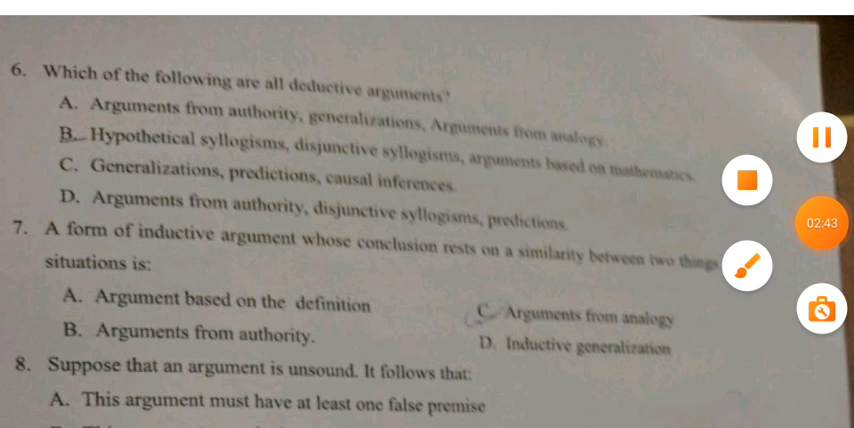 6. Which of the following are all deductive arguments?
A. Arguments from authority, generalizations, Arguments from analogy
B. Hypothetical syllogisms, disjunctive syllogisms, arguments based on mathematics.
C. Generalizations, predictions, causal inferences.
D. Arguments from authority, disjunctive syllogisms, predictions.
7. A form of inductive argument whose conclusion rests on a similarity between two things
situations is:
A. Argument based on the definition
B. Arguments from authority.
C. Arguments from analogy
D. Inductive generalization
8. Suppose that an argument is unsound. It follows that:
A. This argument must have at least one false premise
02:43